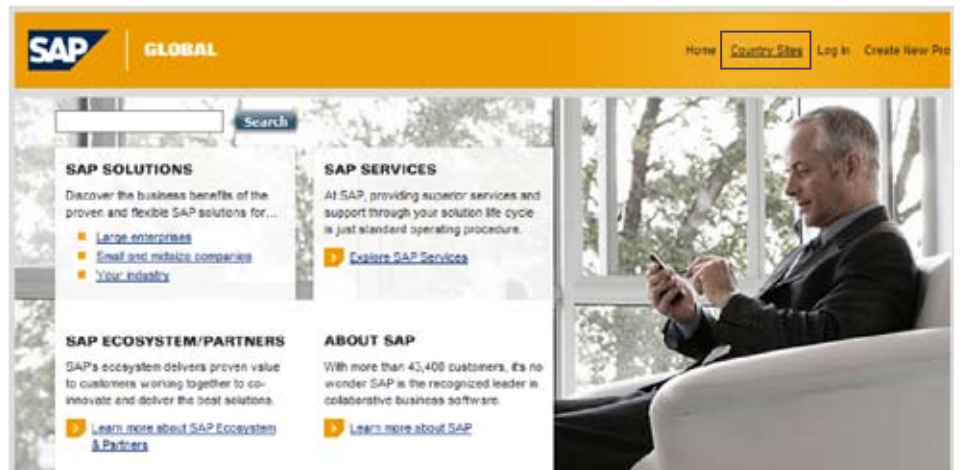 SAP GLOBAL
Home Country Sites Log In Create New Pro
Search
SAP SOLUTIONS
Discover the business benefits of the
proven and flexible SAP solutions for...
Large enterprises
Small and midsize companies
Your industry
SAP SERVICES
At SAP, providing superior services and
support through your solution life cycle
is just standard operating procedure.
Explore SAP Services
SAP ECOSYSTEM/PARTNERS
SAP's ecosystem delivers proven value
to customers working together to co-
innovate and deliver the best solutions.
Learn more about SAP Ecosystem
& Partners
ABOUT SAP
With more than 43,400 customers, it's no
wonder SAP is the recognized leader in
collaborative business software.
Learn more about SAP